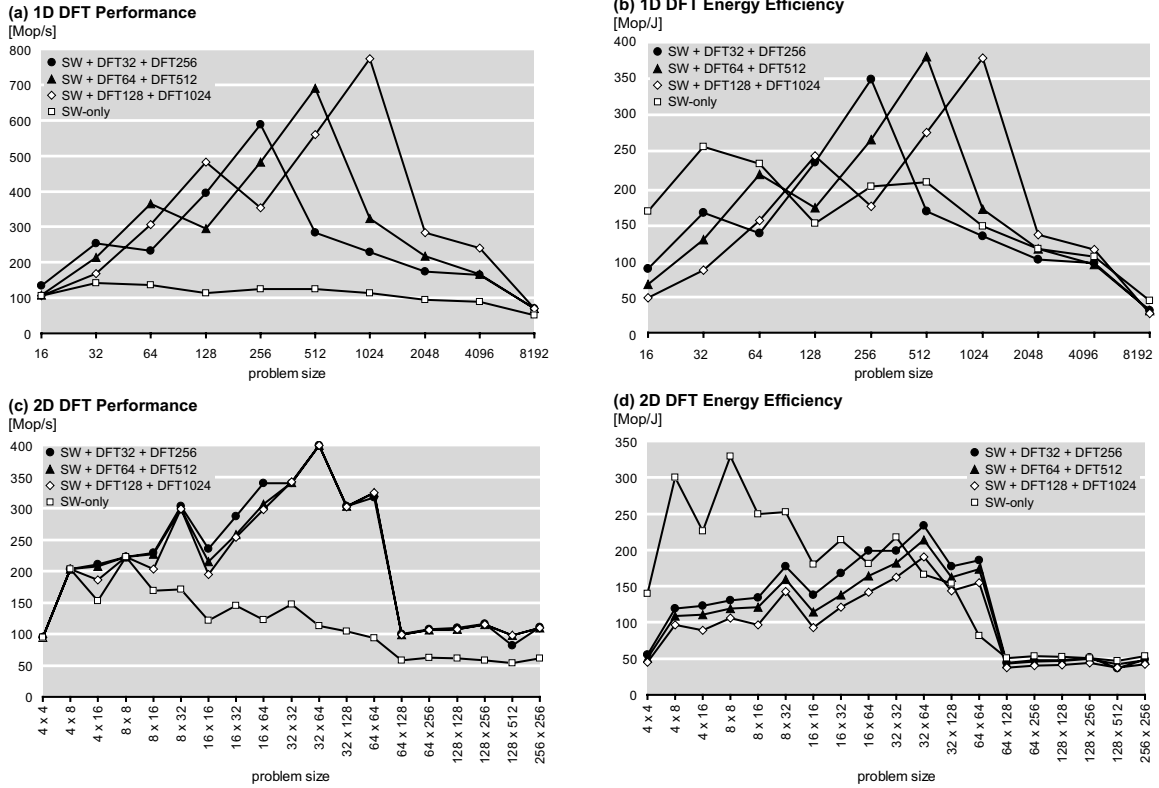 (a) 1D DFT Performance
[Mop/s]
800
700
600
500
400
300
200
100
0
SW + DFT32 + DFT256
SW + DFT64 + DFT512
SW + DFT128 + DFT1024
SW-only
16 32 64 128 256 512 1024 2048 4096 8192
problem size
(b) 1D DFT Energy Efficiency
[Mop/J]
400
350
300
250
200
150
100
50
0
SW + DFT32 + DFT256
SW + DFT64 + DFT512
SW + DFT128 + DFT1024
SW-only
16 32 64 128 256 512 1024 2048 4096 8192
problem size
(c) 2D DFT Performance
[Mop/s]
400
350
300
250
200
150
100
50
0
SW + DFT32 + DFT256
SW + DFT64 + DFT512
SW + DFT128 + DFT1024
SW-only
4 x 4
4 x 8
4 x 16
8 x 8
8 x 16
8 x 32
16 x 16
16 x 32
16 x 64
32 x 32
32 x 64
32 x 128
64 x 64
64 x 128
64 x 256
128 x 128
128 x 256
128 x 512
256 x 256
problem size
(d) 2D DFT Energy Efficiency
[Mop/J]
350
300
250
200
150
100
50
0
SW + DFT32 + DFT256
SW + DFT64 + DFT512
SW + DFT128 + DFT1024
SW-only
4 x 4
4 x 8
4 x 16
8 x 8
8 x 16
8 x 32
16 x 16
16 x 32
16 x 64
32 x 32
32 x 64
32 x 128
64 x 64
64 x 128
64 x 256
128 x 128
128 x 256
128 x 512
256 x 256
problem size